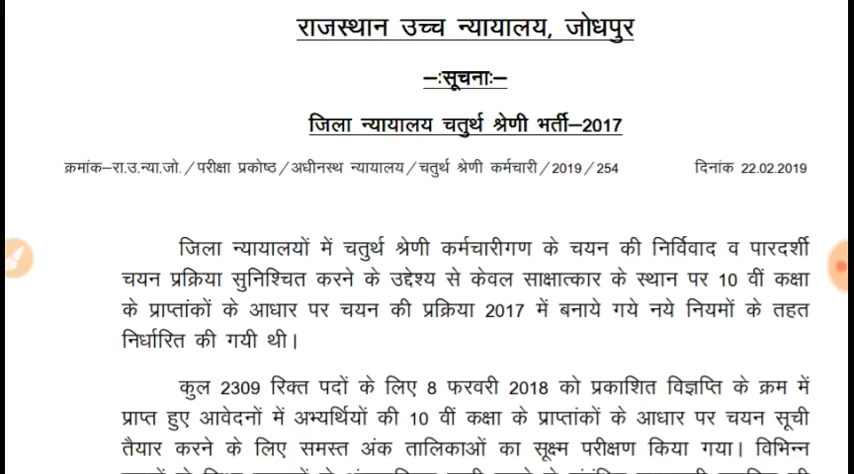 राजस्थान उच्च न्यायालय, जोधपुर
–:सूचनाः–
जिला न्यायालय चतुर्थ श्रेणी भर्ती–2017
क्रमांक–रा.उ.न्या.जो. / परीक्षा प्रकोष्ठ / अधीनस्थ न्यायालय / चतुर्थ श्रेणी कर्मचारी / 2019 / 254 दिनांक 22.02.2019
जिला न्यायालयों में चतुर्थ श्रेणी कर्मचारीगण के चयन की निर्विवाद व पारदर्शी
चयन प्रक्रिया सुनिश्चित करने के उद्देश्य से केवल साक्षात्कार के स्थान पर 10 वीं कक्षा
के प्राप्तांकों के आधार पर चयन की प्रक्रिया 2017 में बनाये गये नये नियमों के तहत
निर्धारित की गयी थी।
कुल 2309 रिक्त पदों के लिए 8 फरवरी 2018 को प्रकाशित विज्ञप्ति के क्रम में
प्राप्त हुए आवेदनों में अभ्यर्थियों की 10 वीं कक्षा के प्राप्तांकों के आधार पर चयन सूची
तैयार करने के लिए समस्त अंक तालिकाओं का सूक्ष्म परीक्षण किया गया। विभिन्न